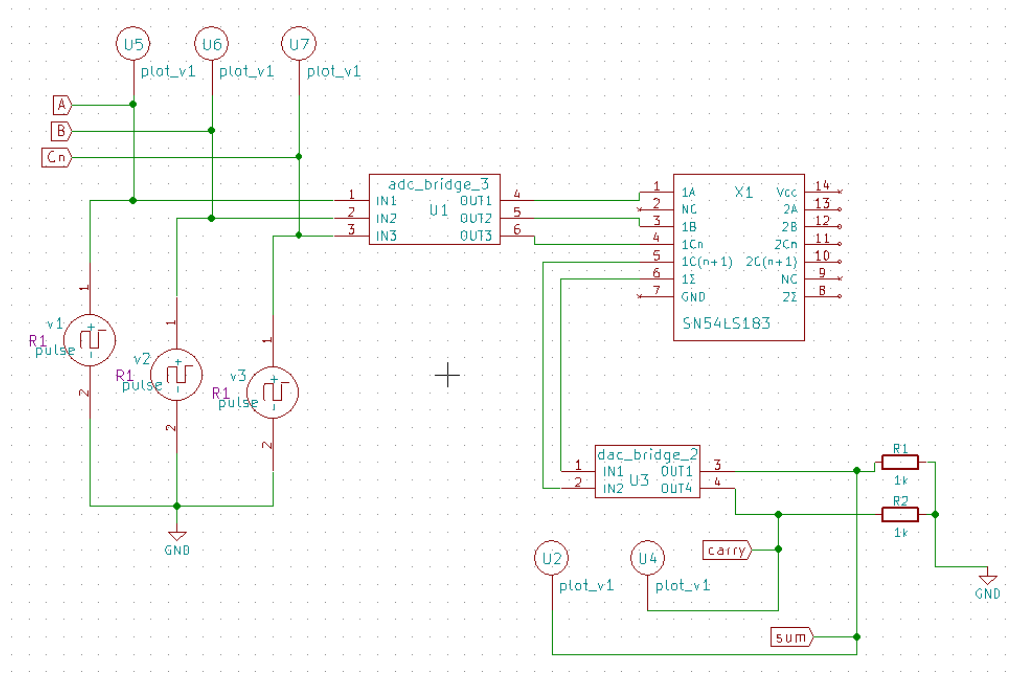 U5 U6 U7
plot_v1 plot_v1 plot_v1
A
B
Cn
adc_bridge_3
U1
1 IN1 OUT1 4
2 IN2 OUT2 5
3 IN3 OUT3 6
X1
1 1A Vcc 14
2 NC 2A 13
3 1B 2B 12
4 1Cn 2Cn 11
5 1C(n+1) 2C(n+1) 10
6 1Σ NC 9
7 GND 2Σ 8
SN54LS183
1
v1
R1
pulse
+
-
2
1
v2
R1
pulse
+
-
2
1
v3
R1
pulse
+
-
2
GND
dac_bridge_2
U3
1 IN1 OUT1 3
2 IN2 OUT4 4
R1
1k
R2
1k
GND
carry
U2 U4
plot_v1 plot_v1
sum